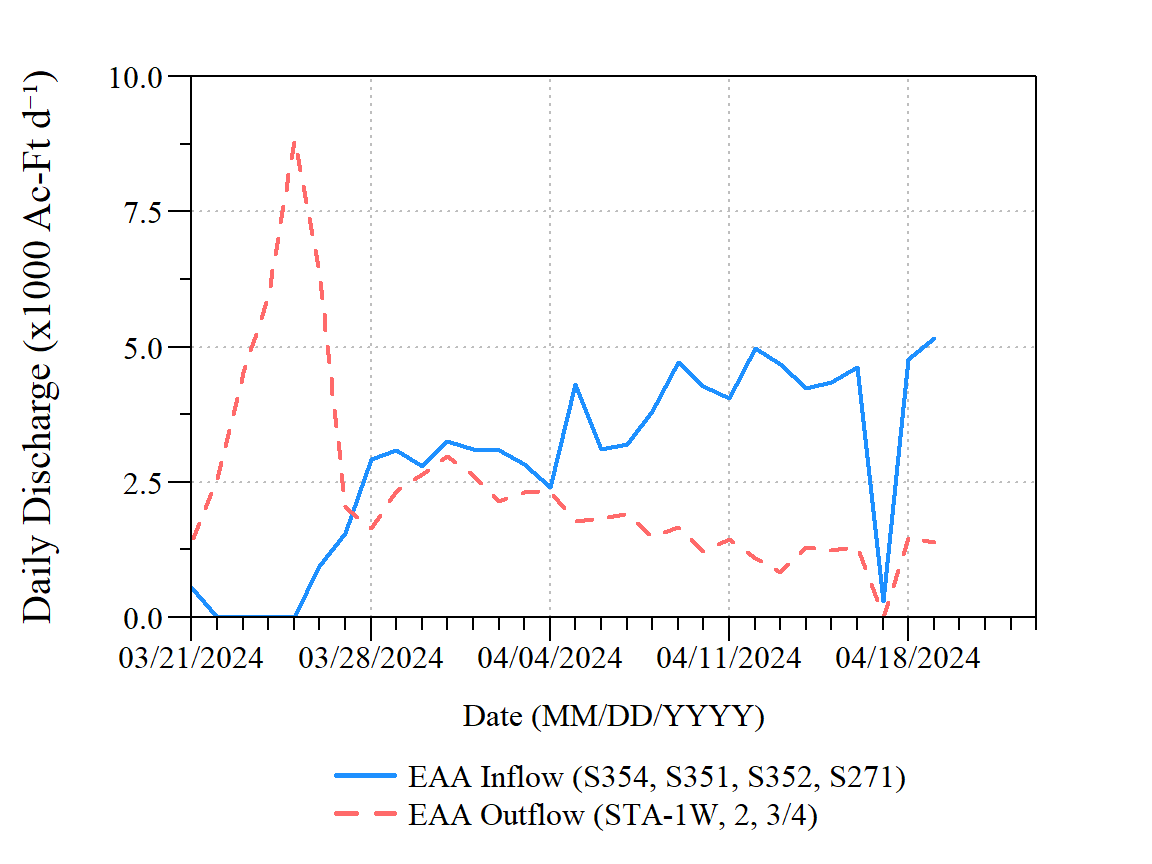 Daily Discharge (x1000 Ac-Ft d⁻¹)
10.0
7.5
5.0
2.5
0.0
03/21/2024 03/28/2024 04/04/2024 04/11/2024 04/18/2024
Date (MM/DD/YYYY)
EAA Inflow (S354, S351, S352, S271)
EAA Outflow (STA-1W, 2, 3/4)